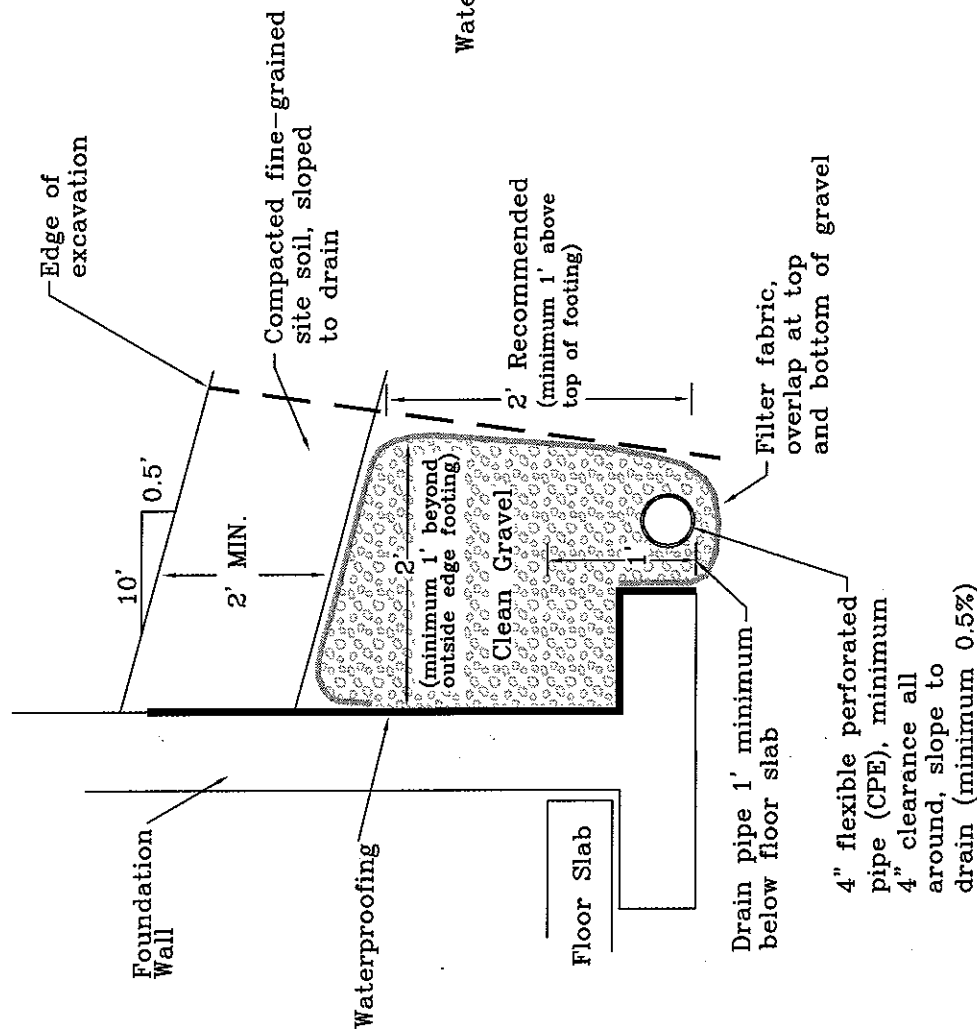 Edge of
excavation
Compacted fine-grained
site soil, sloped
to drain
10'
0.5'
2' MIN.
Foundation
Wall
Waterproofing
2'
(minimum 1' beyond
outside edge footing)
Clean Gravel
1'
2' Recommended
(minimum 1' above
top of footing)
Floor Slab
Filter fabric,
overlap at top
and bottom of gravel
Drain pipe 1' minimum
below floor slab
4" flexible perforated
pipe (CPE), minimum
4" clearance all
around, slope to
drain (minimum 0.5%)
Wate